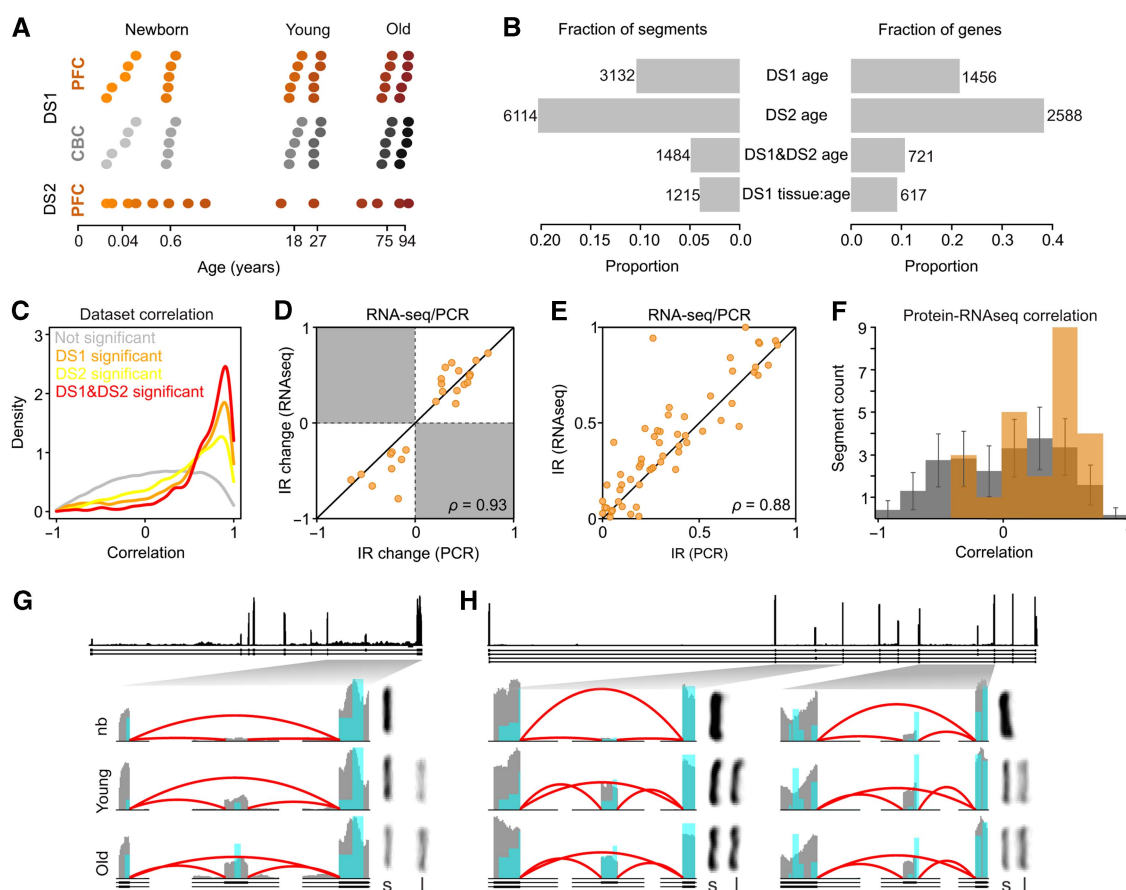 A
Newborn Young Old
DS1
PFC
CBC
DS2
PFC
0 0.04 0.6 18 27 75 94
Age (years)
B
Fraction of segments Fraction of genes
3132 DS1 age 1456
6114 DS2 age 2588
1484 DS1&DS2 age 721
1215 DS1 tissue:age 617
0.20 0.15 0.10 0.05 0.0 0.0 0.1 0.2 0.3 0.4
Proportion Proportion
C
Dataset correlation
Not significant
DS1 significant
DS2 significant
DS1&DS2 significant
Density
3
2
1
0
−1 0 1
Correlation
D
RNA-seq/PCR
IR change (RNAseq)
1
0
−1
ρ = 0.93
−1 0 1
IR change (PCR)
E
RNA-seq/PCR
IR (RNAseq)
1
0.5
0
ρ = 0.88
0.5 1
IR (PCR)
F
Protein-RNAseq correlation
Segment count
9
7
5
3
1
−1 0 1
Correlation
G
nb
Young
Old
s l
H
s l s l